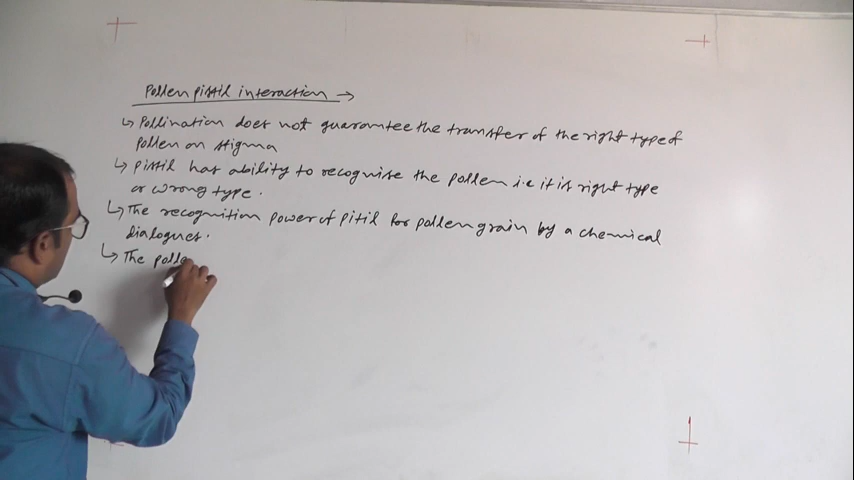 Pollen pistil interaction →
↳ Pollination does not guarantee the transfer of the right type of
pollen on stigma
↳ pistil has ability to recognise the pollen i.e it is right type
or wrong type.
↳ The recognition power of pitil for pollen grain by a chemical
dialogues.
↳ The polle